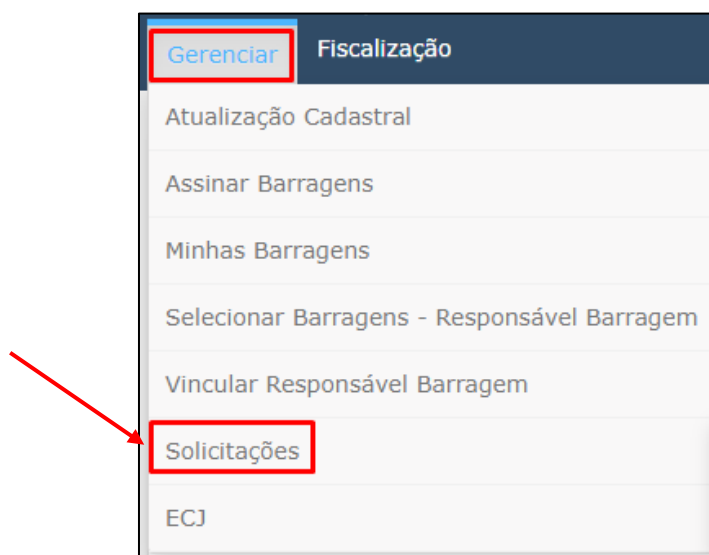 Gerenciar Fiscalização
Atualização Cadastral
Assinar Barragens
Minhas Barragens
Selecionar Barragens - Responsável Barragem
Vincular Responsável Barragem
Solicitações
ECJ